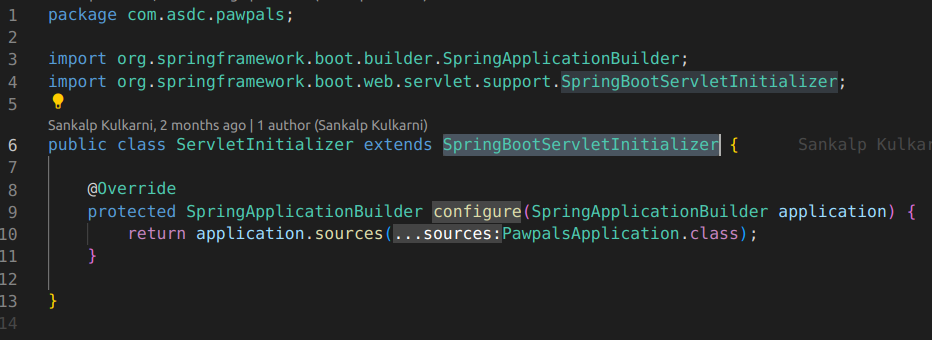 1 package com.asdc.pawpals;
2
3 import org.springframework.boot.builder.SpringApplicationBuilder;
4 import org.springframework.boot.web.servlet.support.SpringBootServletInitializer;
5
Sankalp Kulkarni, 2 months ago | 1 author (Sankalp Kulkarni)
6 public class ServletInitializer extends SpringBootServletInitializer { Sankalp Kulkar
7
8 @Override
9 protected SpringApplicationBuilder configure(SpringApplicationBuilder application) {
10 return application.sources(...sources:PawpalsApplication.class);
11 }
12
13 }
14